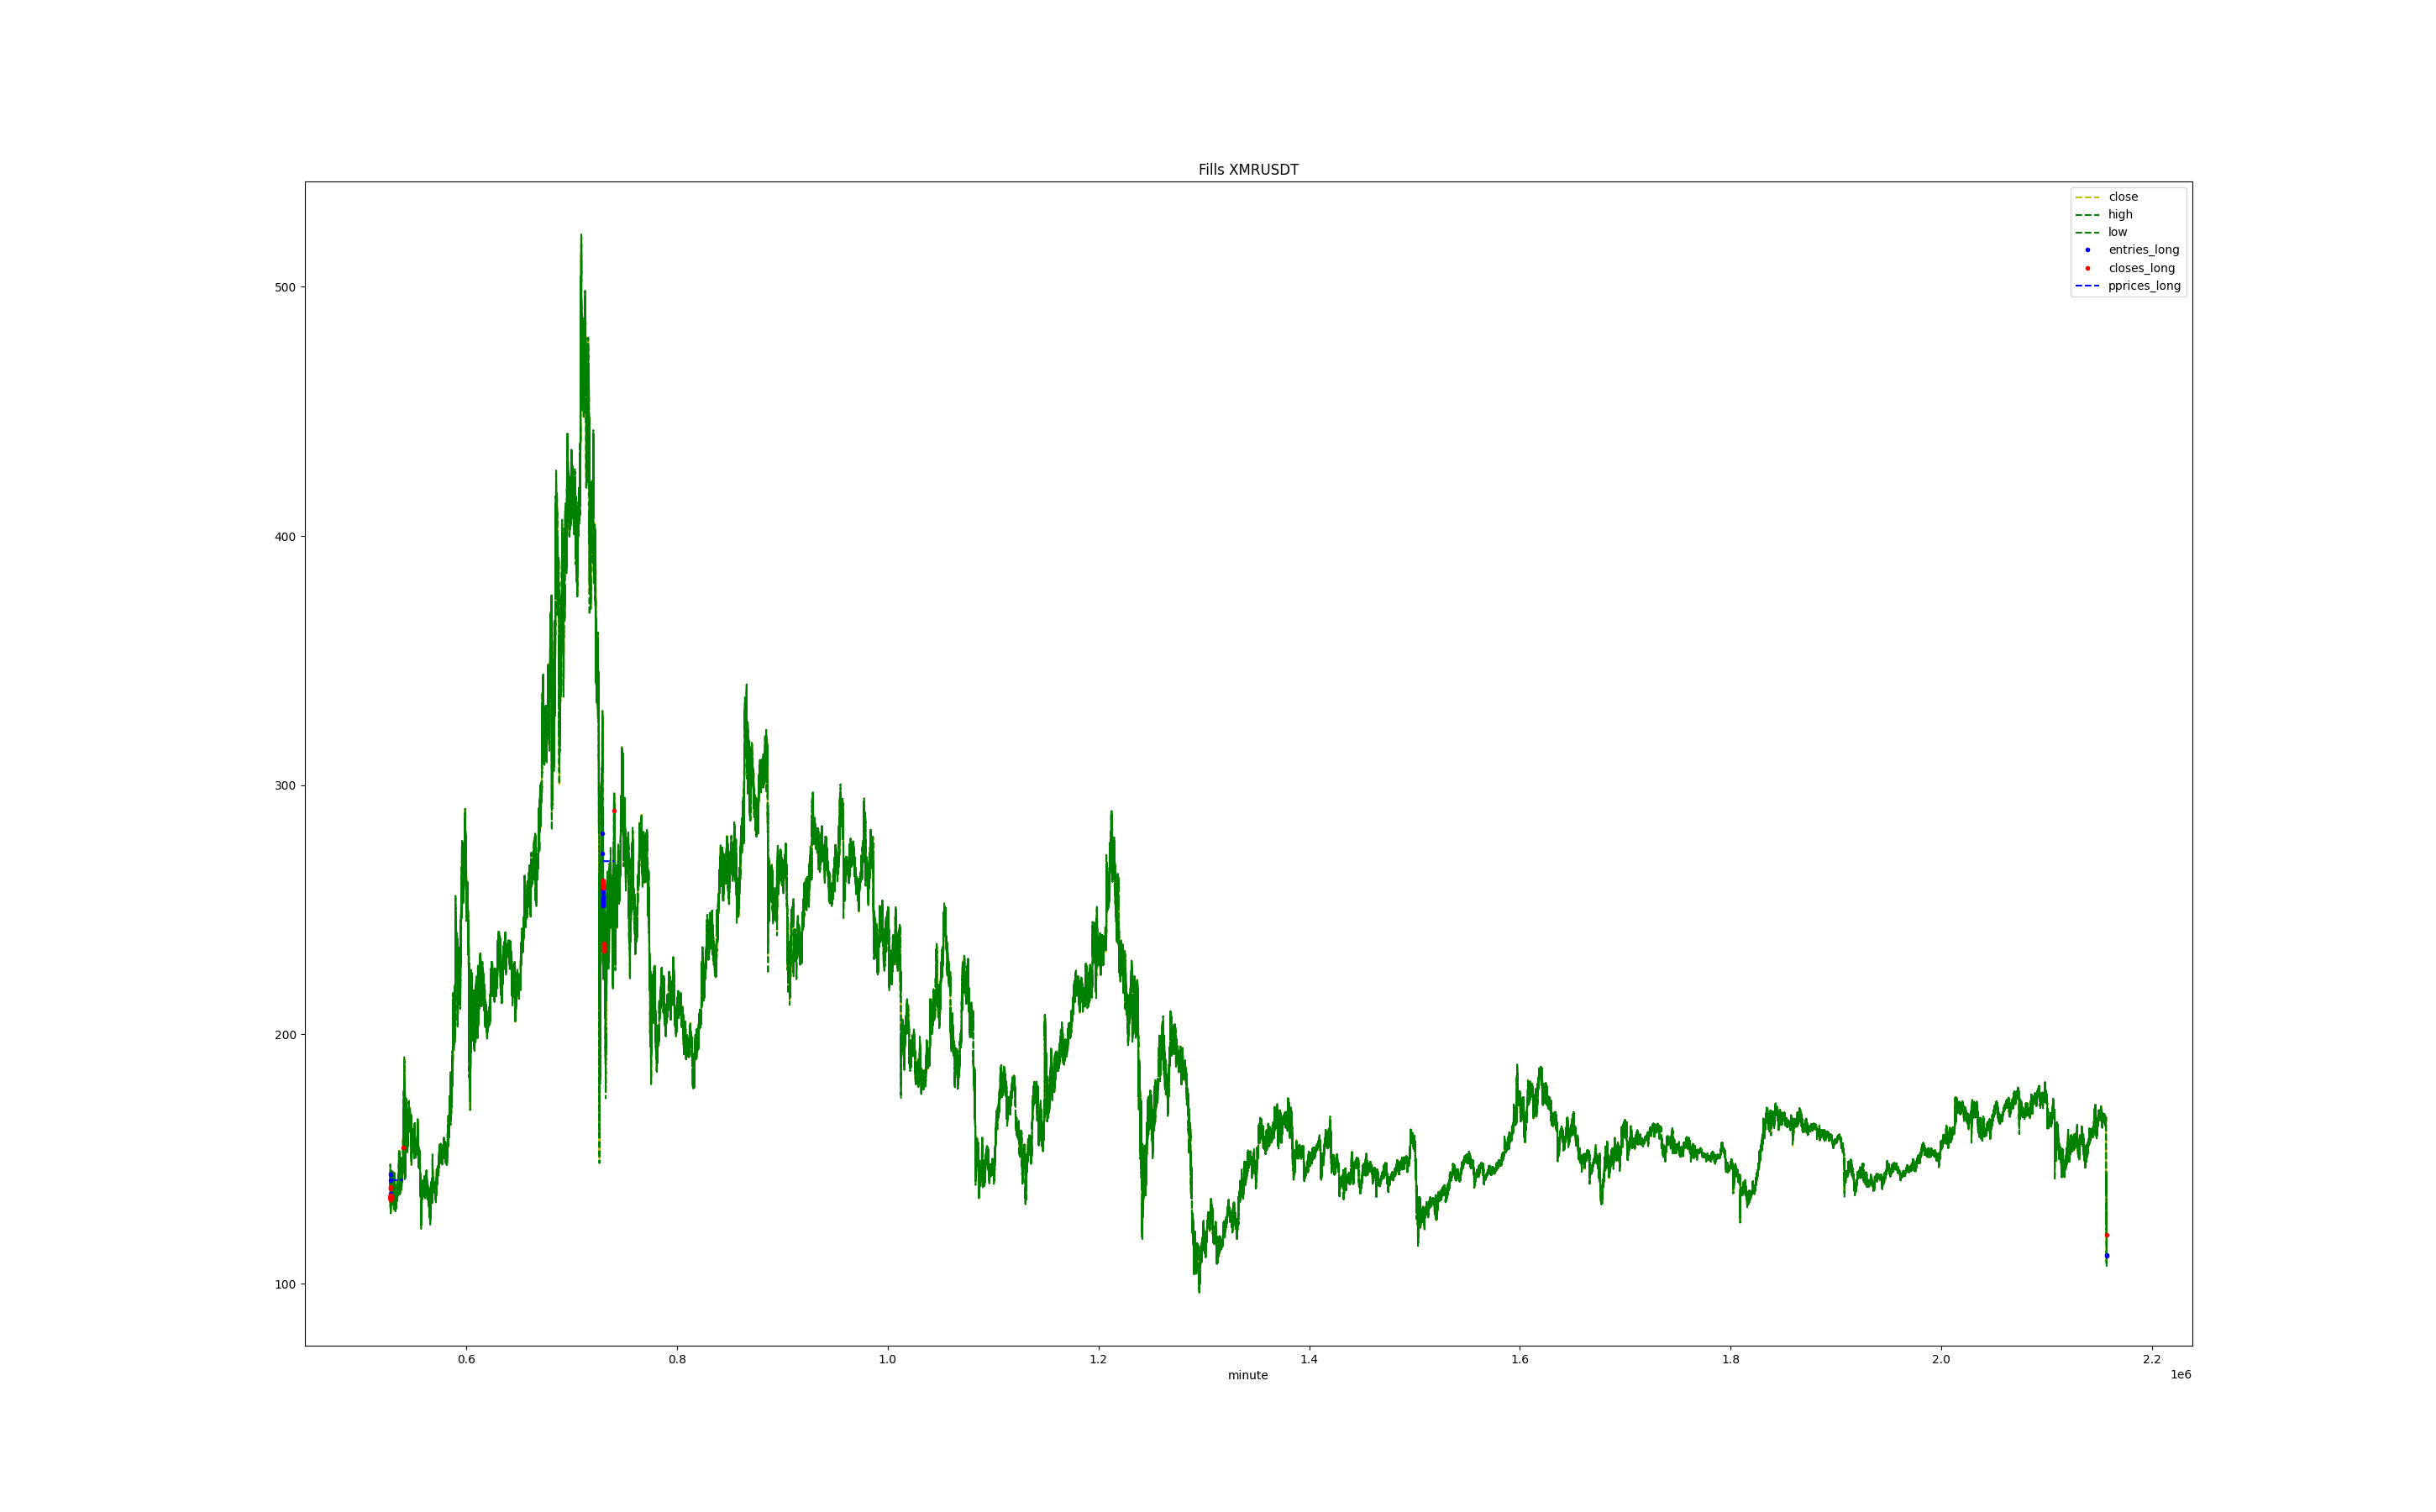 Fills XMRUSDT
close
high
low
entries_long
closes_long
pprices_long
500
400
300
200
100
0.6 0.8 1.0 1.2 1.4 1.6 1.8 2.0 2.2
1e6
minute